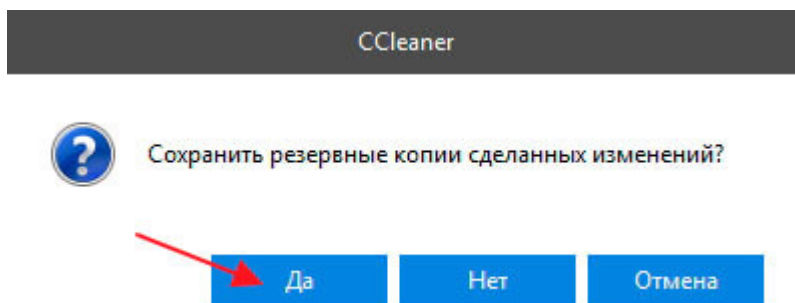 CCleaner
Сохранить резервные копии сделанных изменений?
Да Нет Отмена